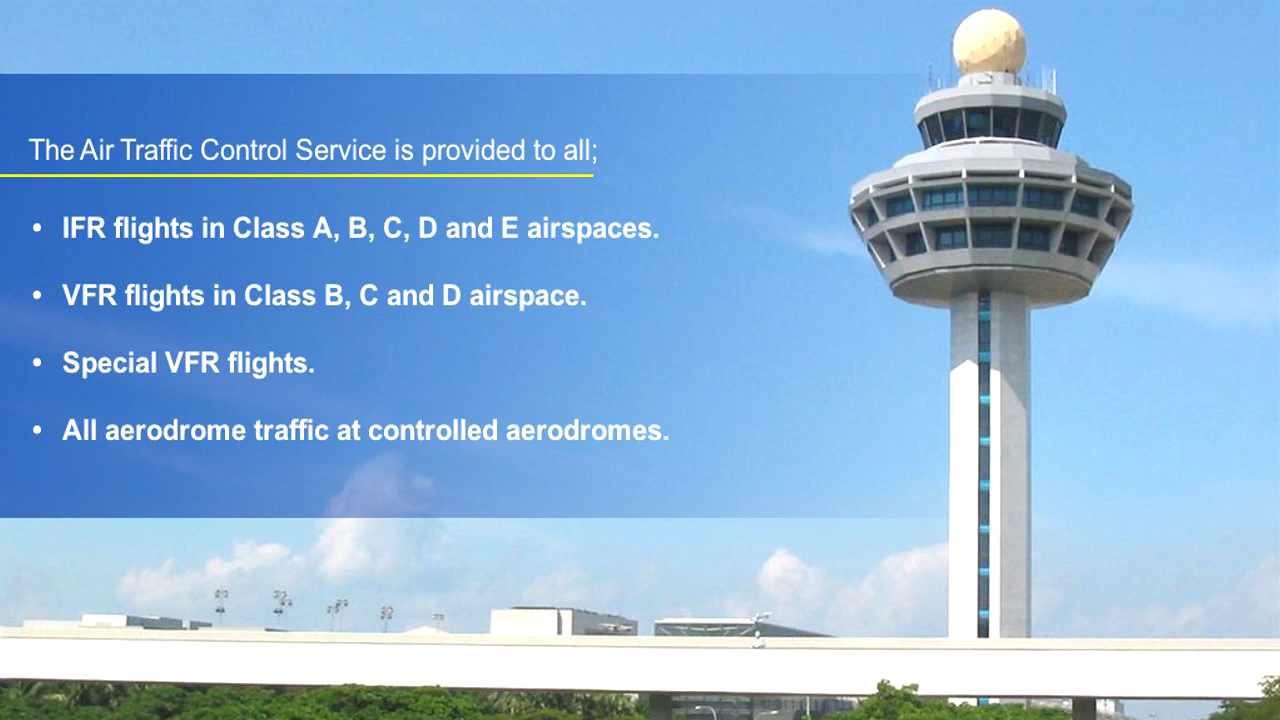 The Air Traffic Control Service is provided to all;
• IFR flights in Class A, B, C, D and E airspaces.
• VFR flights in Class B, C and D airspace.
• Special VFR flights.
• All aerodrome traffic at controlled aerodromes.